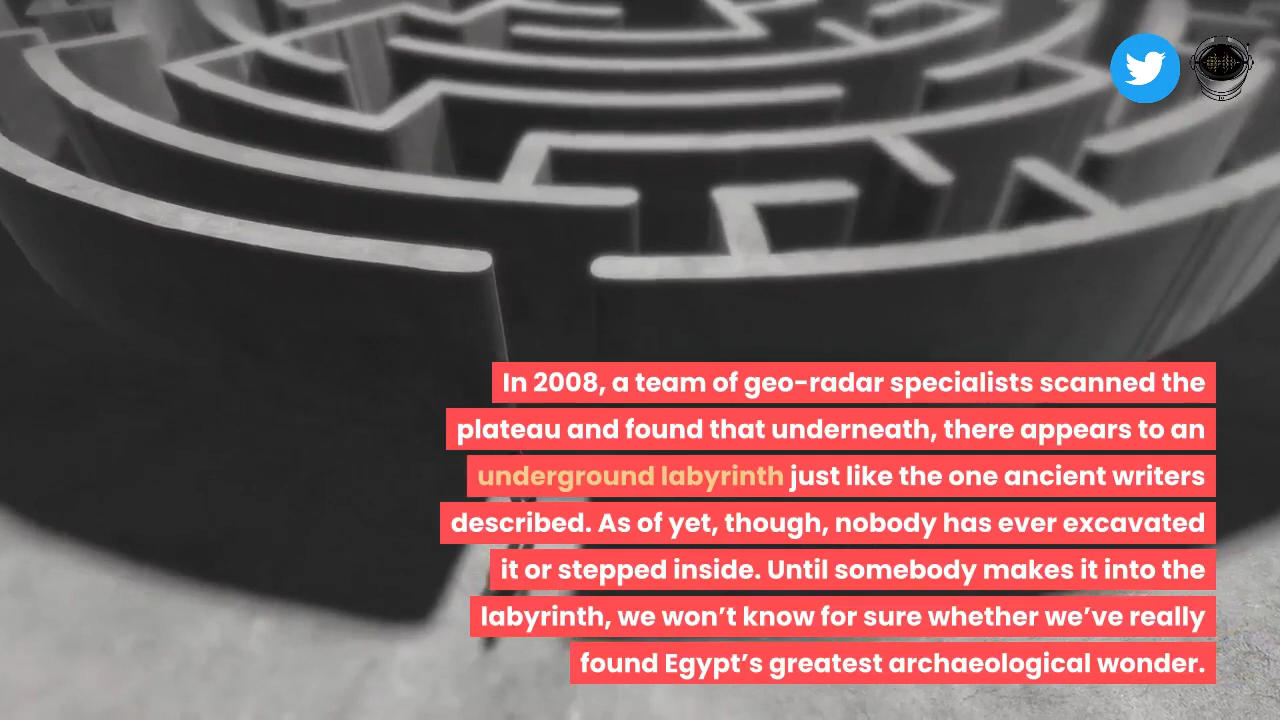 In 2008, a team of geo-radar specialists scanned the
plateau and found that underneath, there appears to an
underground labyrinth just like the one ancient writers
described. As of yet, though, nobody has ever excavated
it or stepped inside. Until somebody makes it into the
labyrinth, we won’t know for sure whether we’ve really
found Egypt’s greatest archaeological wonder.